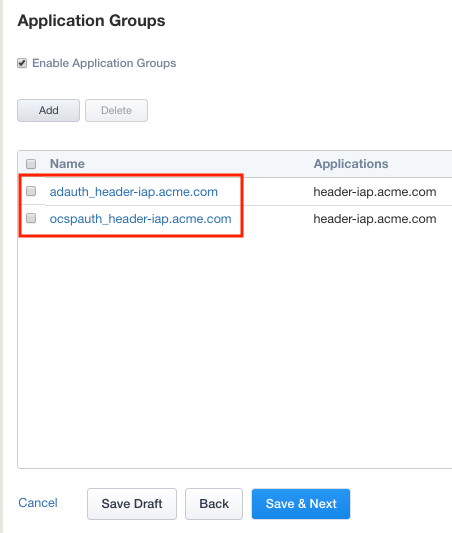 Application Groups
Enable Application Groups
Add Delete
Name Applications
adauth_header-iap.acme.com header-iap.acme.com
ocspauth_header-iap.acme.com header-iap.acme.com
Cancel Save Draft Back Save & Next